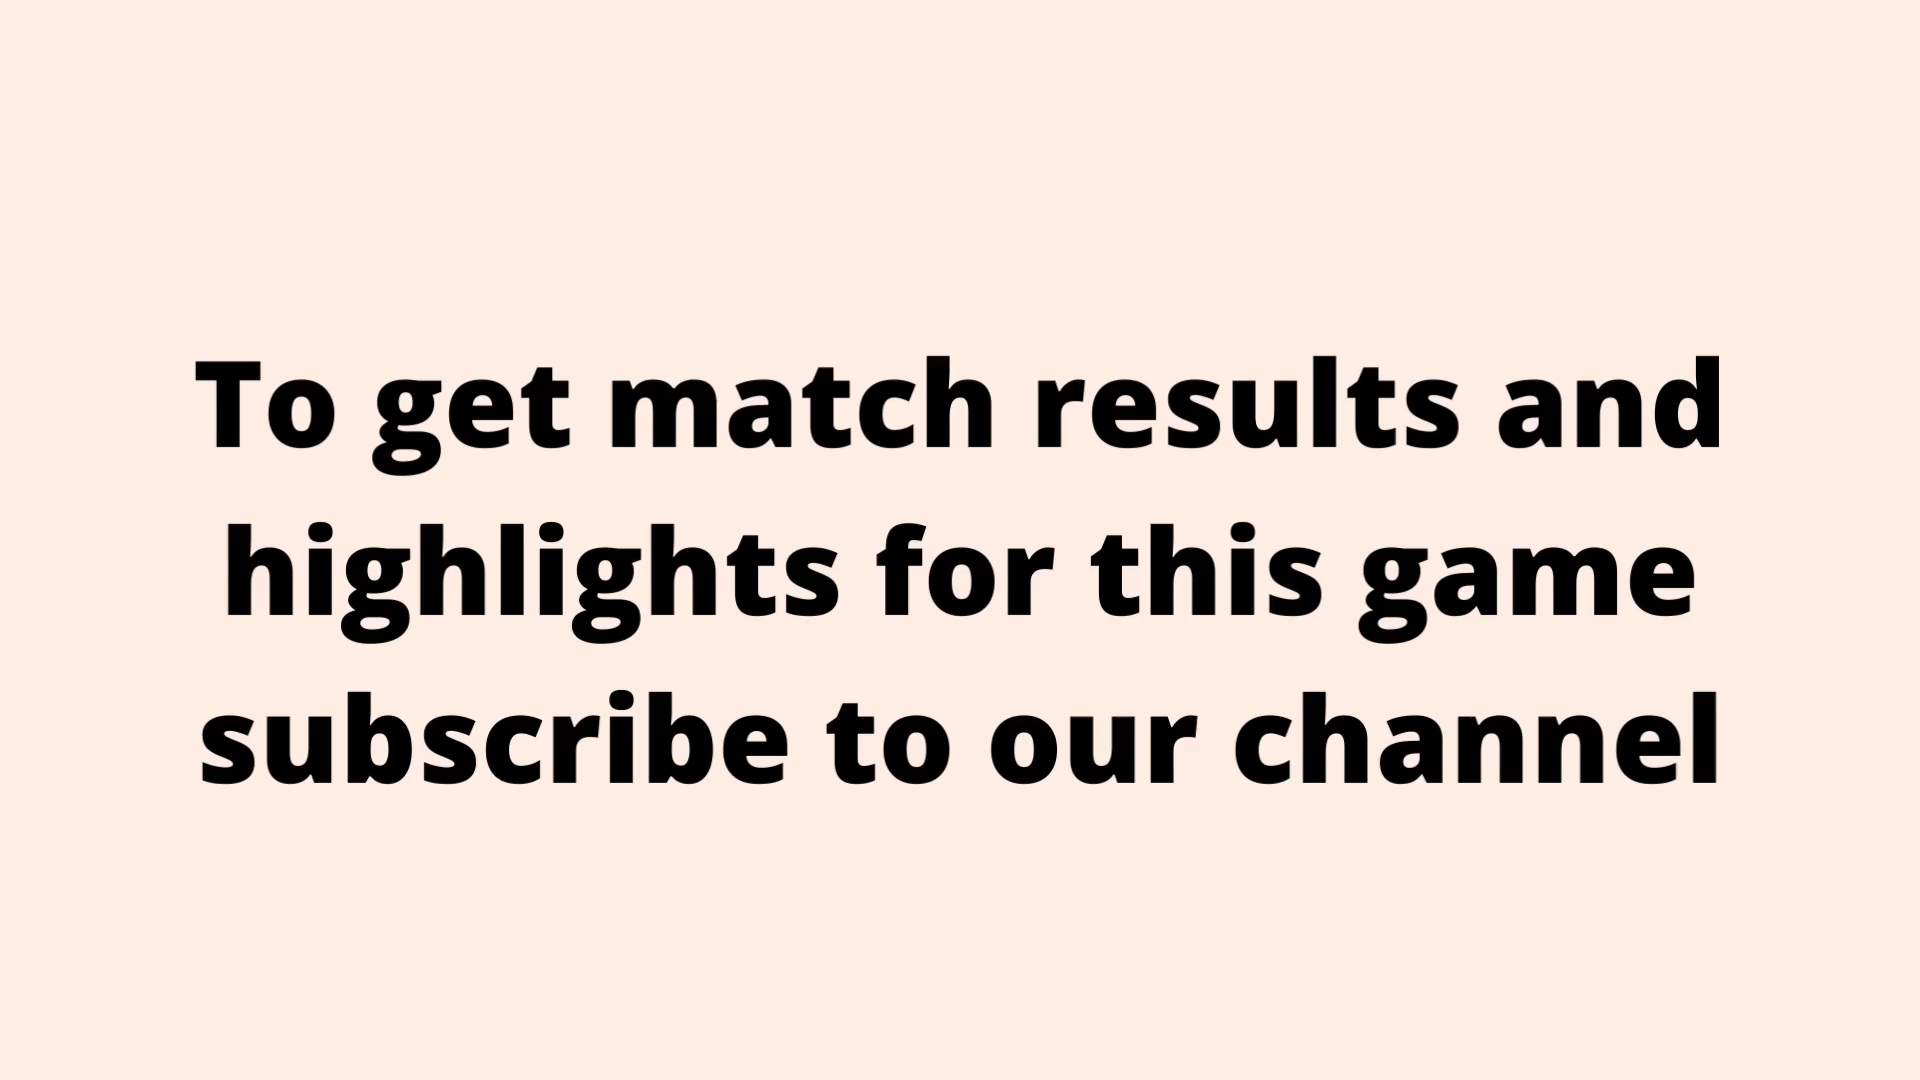 To get match results and
highlights for this game
subscribe to our channel